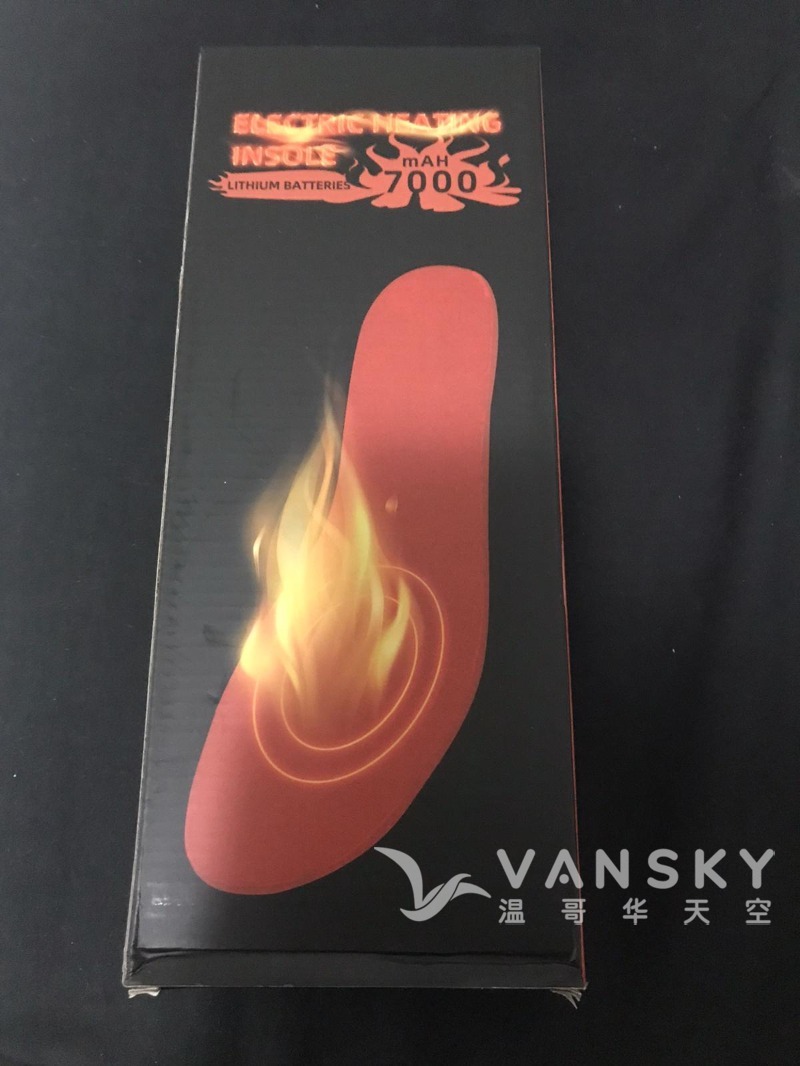 ELECTRIC HEATING
INSOLE
mAH
LITHIUM BATTERIES 7000
VANSKY
温哥华天空